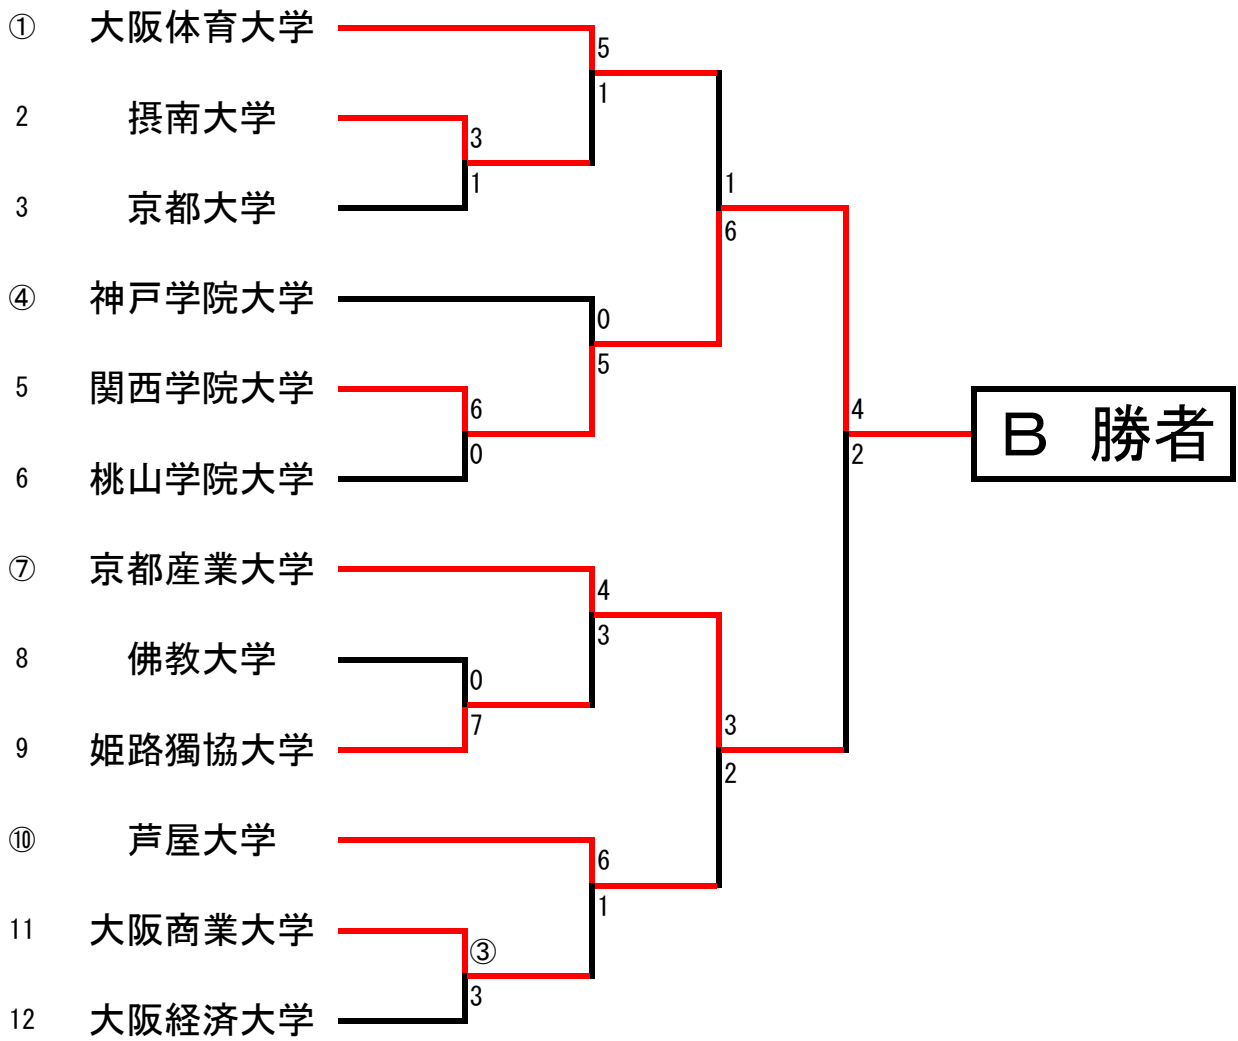 ① 大阪体育大学
5
1
2 摂南大学
3
1
3 京都大学
1
6
④ 神戸学院大学
0
5
5 関西学院大学
6
0
6 桃山学院大学
4
2
B 勝者
⑦ 京都産業大学
4
3
8 佛教大学
0
7
9 姫路獨協大学
3
2
⑩ 芦屋大学
6
1
11 大阪商業大学
③
3
12 大阪経済大学